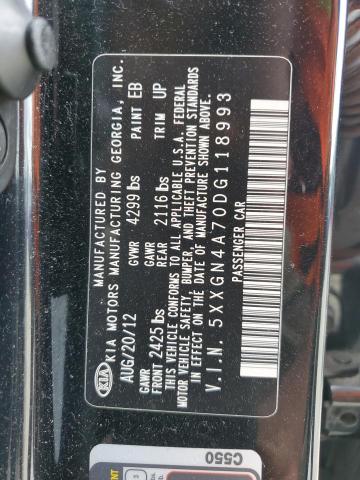 MANUFACTURED BY
KIA KIA MOTORS MANUFACTURING GEORGIA, INC.
AUG/20/12 GVWR 4299 lbs PAINT EB
GAWR FRONT 2425 lbs GAWR REAR 2116 lbs TRIM UP
THIS VEHICLE CONFORMS TO ALL APPLICABLE U.S.A. FEDERAL
MOTOR VEHICLE SAFETY, BUMPER, AND THEFT PREVENTION STANDARDS
IN EFFECT ON THE DATE OF MANUFACTURE SHOWN ABOVE.
V.I.N. 5XXGN4A70DG118993
PASSENGER CAR
C550